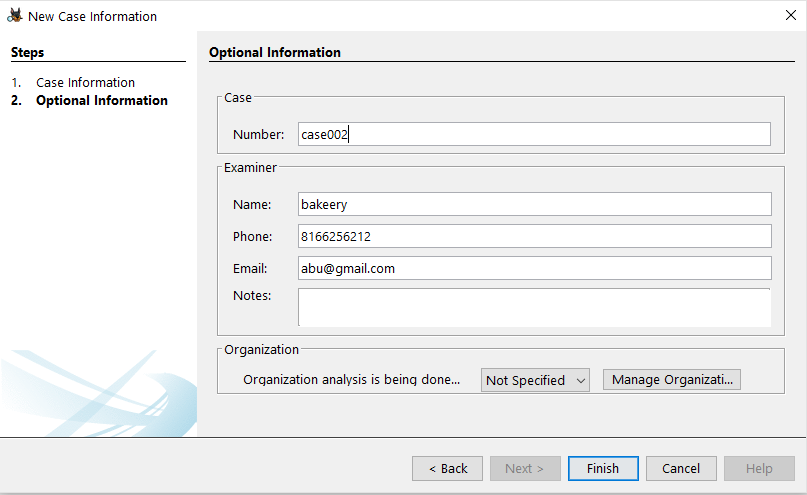 New Case Information
Steps
1. Case Information
2. Optional Information
Optional Information
Case
Number: case002
Examiner
Name: bakeery
Phone: 8166256212
Email: abu@gmail.com
Notes:
Organization
Organization analysis is being done... Not Specified Manage Organizati...
< Back Next > Finish Cancel Help